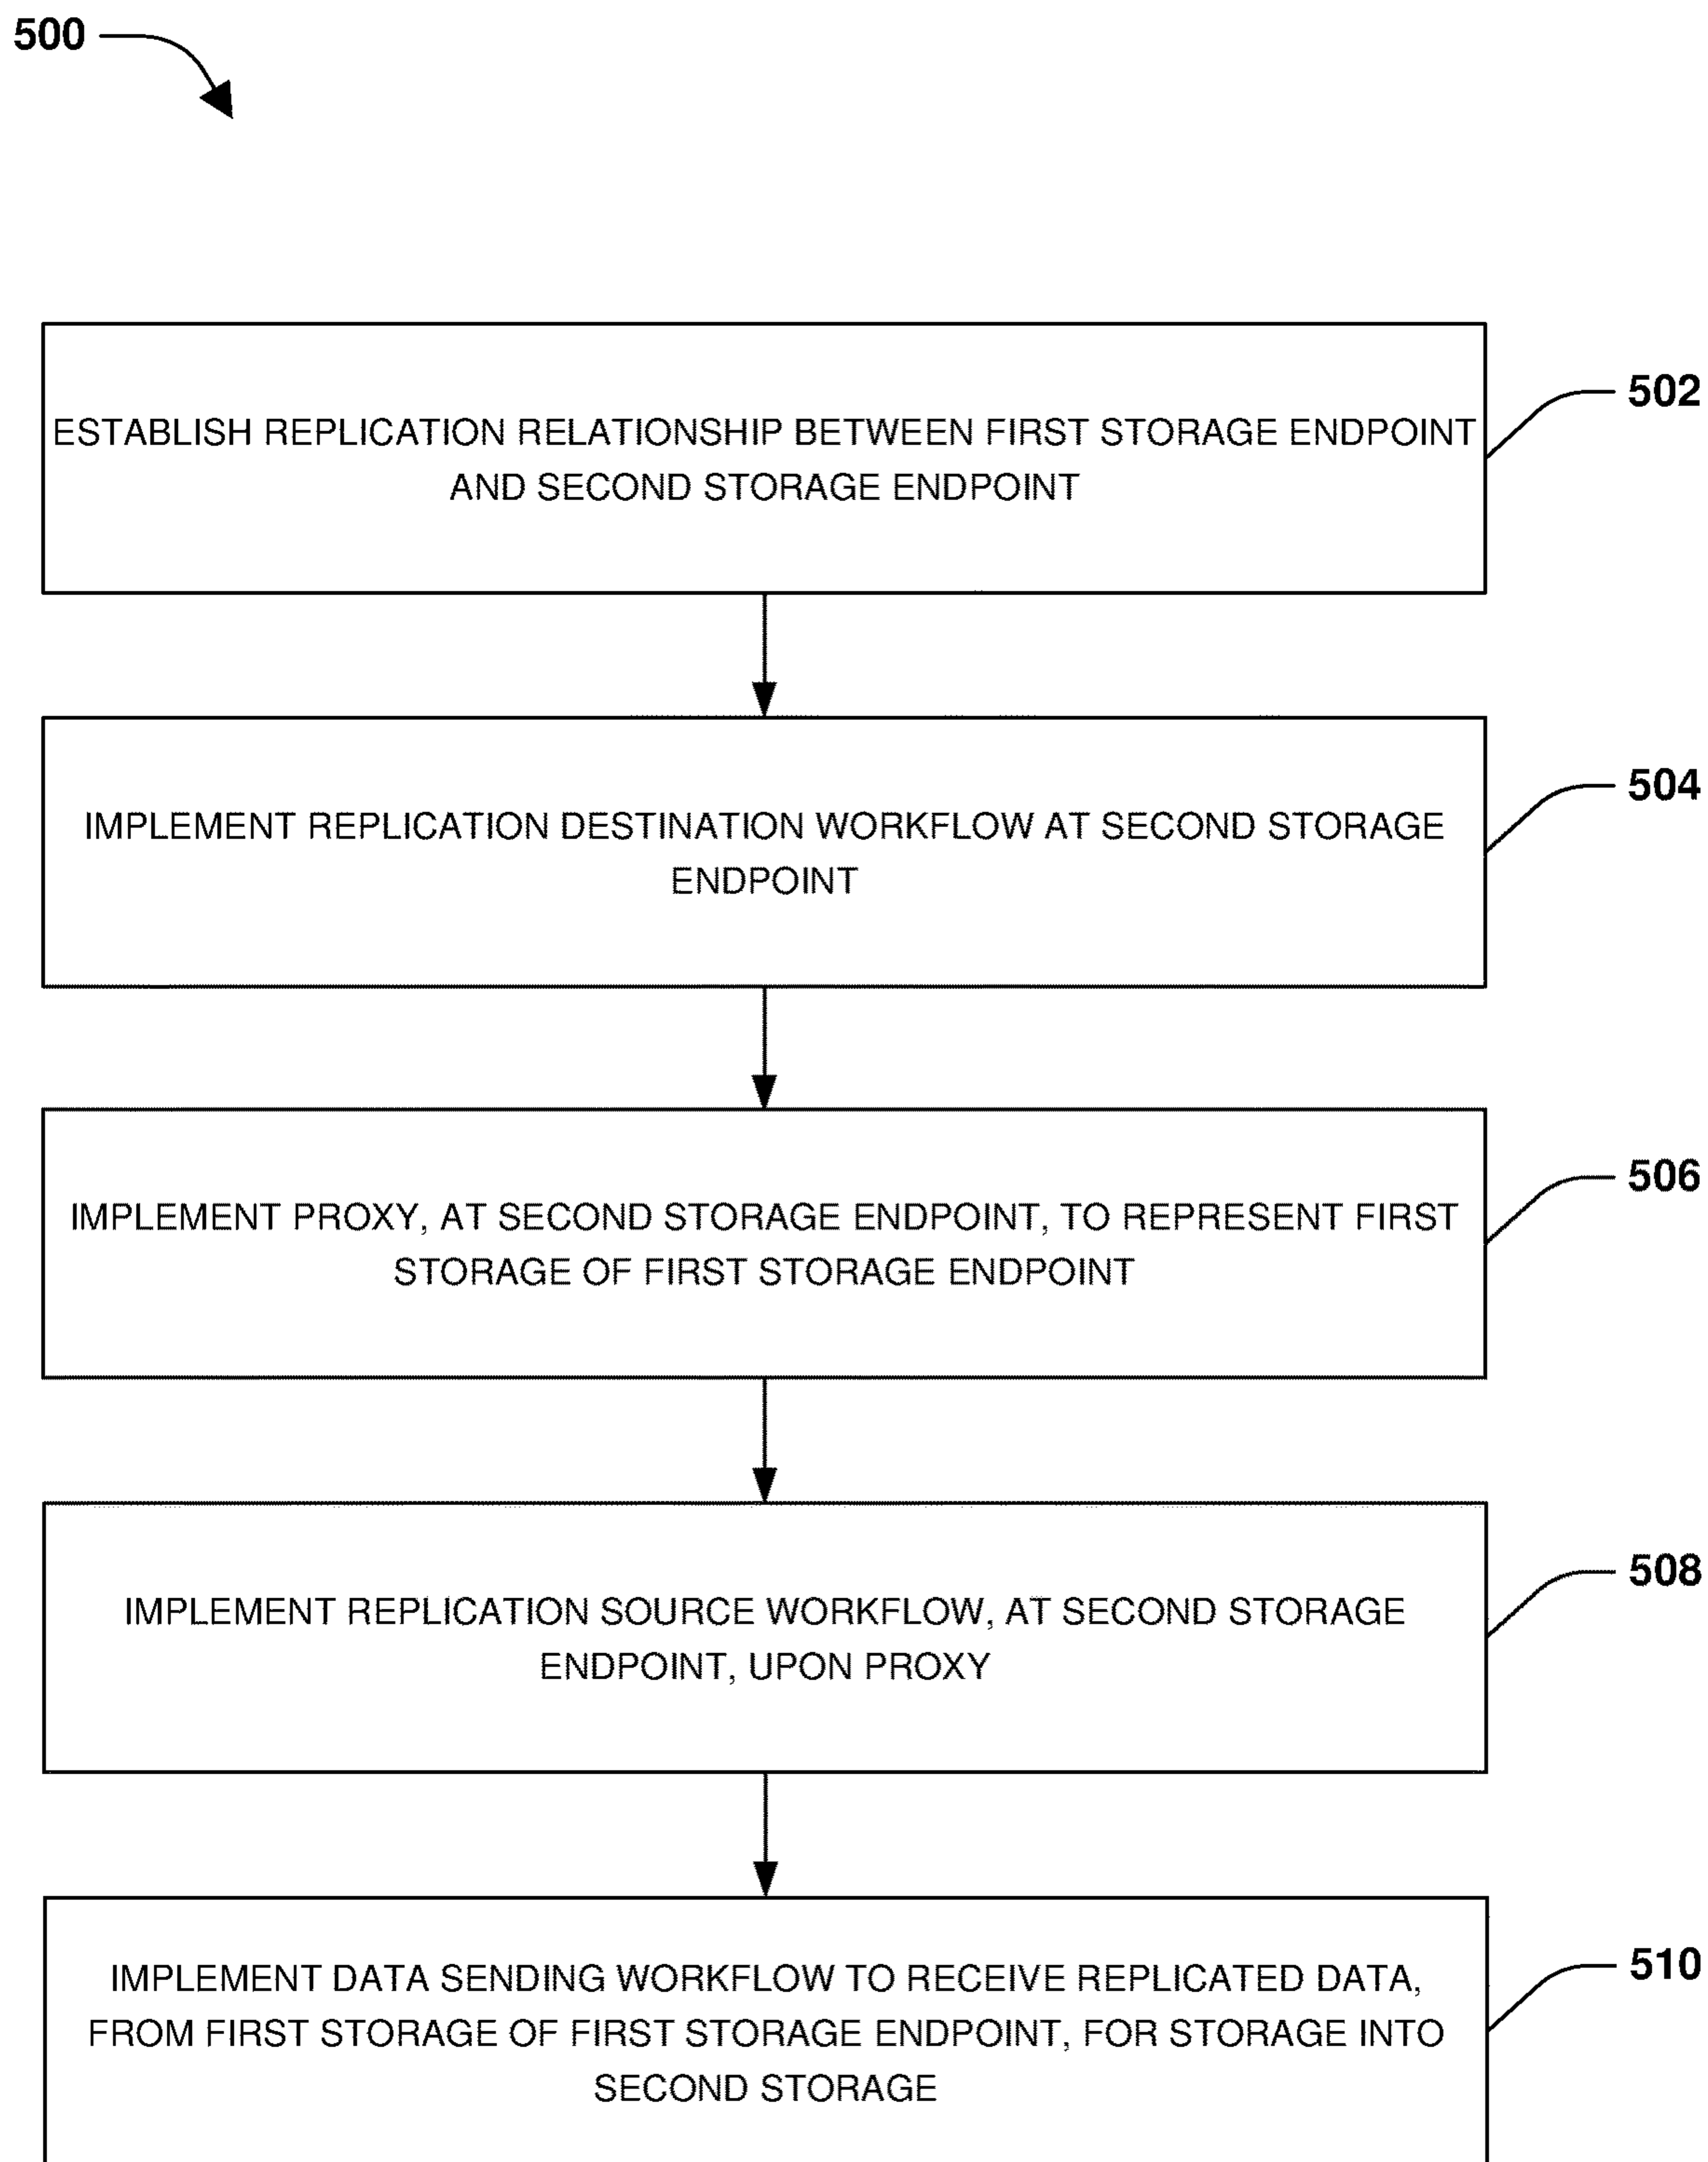 500
ESTABLISH REPLICATION RELATIONSHIP BETWEEN FIRST STORAGE ENDPOINT
AND SECOND STORAGE ENDPOINT
502
IMPLEMENT REPLICATION DESTINATION WORKFLOW AT SECOND STORAGE
ENDPOINT
504
IMPLEMENT PROXY, AT SECOND STORAGE ENDPOINT, TO REPRESENT FIRST
STORAGE OF FIRST STORAGE ENDPOINT
506
IMPLEMENT REPLICATION SOURCE WORKFLOW, AT SECOND STORAGE
ENDPOINT, UPON PROXY
508
IMPLEMENT DATA SENDING WORKFLOW TO RECEIVE REPLICATED DATA,
FROM FIRST STORAGE OF FIRST STORAGE ENDPOINT, FOR STORAGE INTO
SECOND STORAGE
510